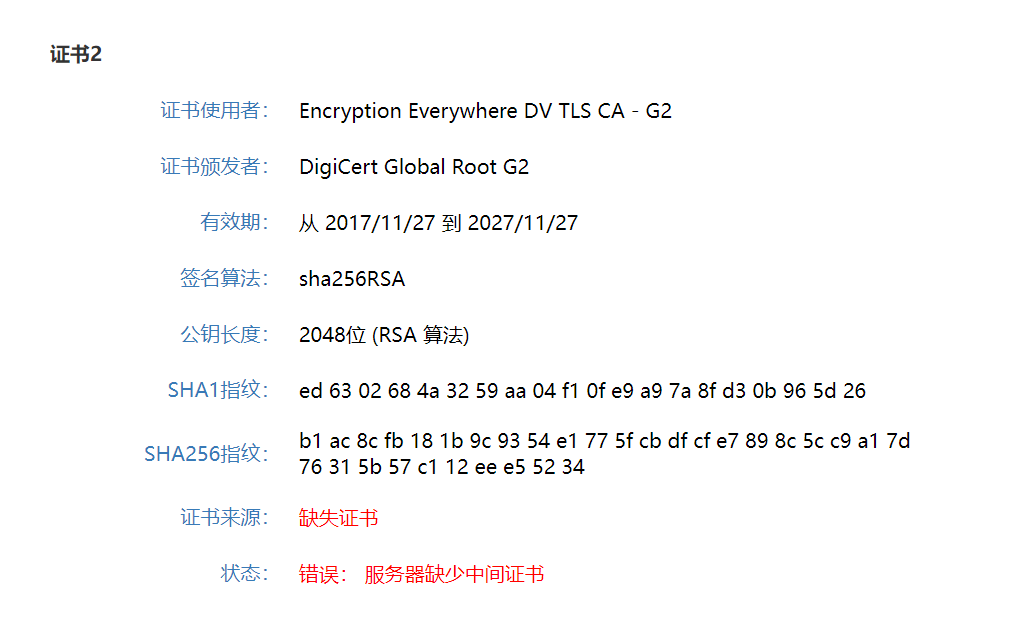 证书2
证书使用者： Encryption Everywhere DV TLS CA - G2
证书颁发者： DigiCert Global Root G2
有效期： 从 2017/11/27 到 2027/11/27
签名算法： sha256RSA
公钥长度： 2048位 (RSA 算法)
SHA1指纹： ed 63 02 68 4a 32 59 aa 04 f1 0f e9 a9 7a 8f d3 0b 96 5d 26
SHA256指纹： b1 ac 8c fb 18 1b 9c 93 54 e1 77 5f cb df cf e7 89 8c 5c c9 a1 7d
76 31 5b 57 c1 12 ee e5 52 34
证书来源： 缺失证书
状态： 错误： 服务器缺少中间证书